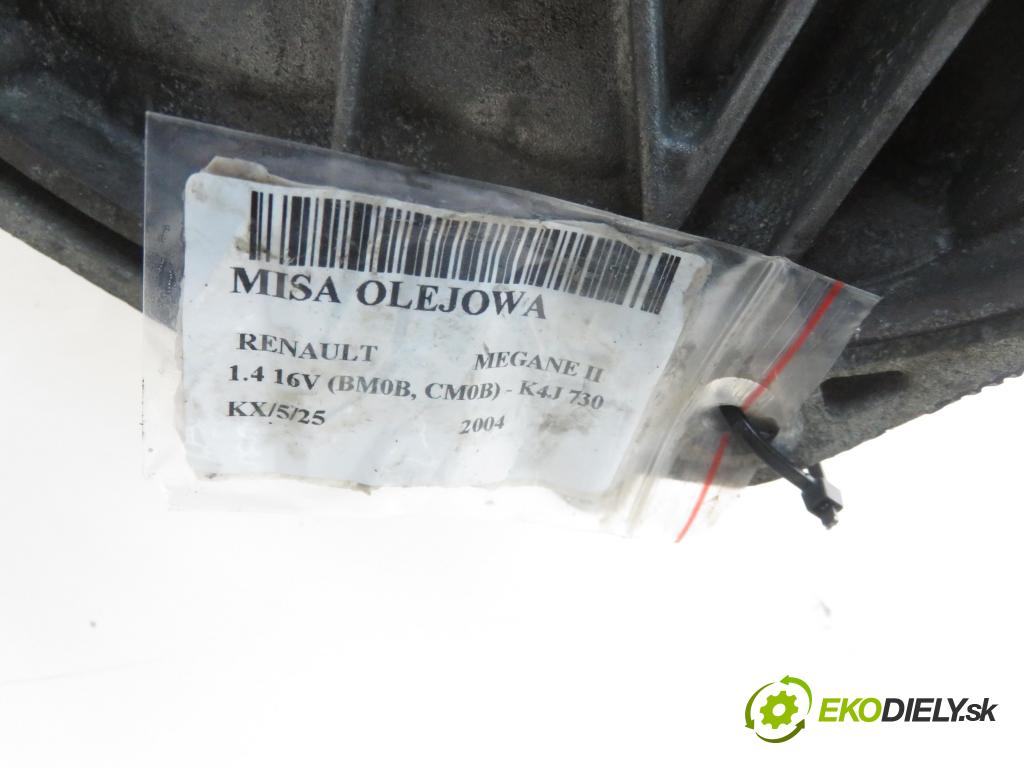 MISA OLEJOWA
RENAULT MEGANE II
1.4 16V (BM0B, CM0B) - K4J 730
KX/5/25 2004
EKODIELY.sk